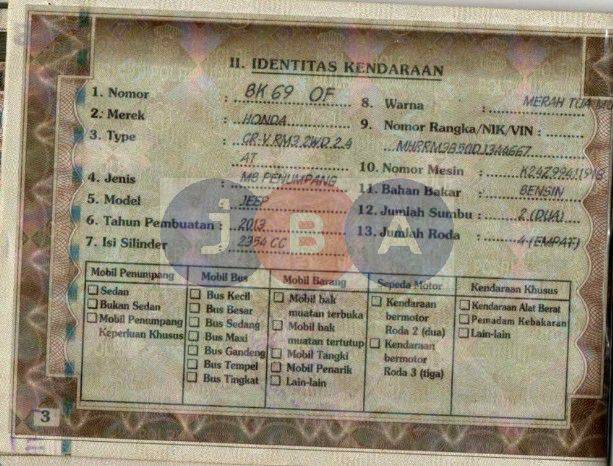 II. IDENTITAS KENDARAAN
1. Nomor : BK 69 OF
2. Merek : HONDA
3. Type : CR-V RM3 2WD 2.4
AT
4. Jenis : MB PENUMPANG
5. Model : JEEP
6. Tahun Pembuatan : 2013
7. Isi Silinder : 2354 CC
8. Warna : MERAH TUA
9. Nomor Rangka/NIK/VIN :
10. Nomor Mesin :
11. Bahan Bakar : BENSIN
12. Jumlah Sumbu : 2 (DUA)
13. Jumlah Roda : 4 (EMPAT)
JBA
Mobil Penumpang
Sedan
Bukan Sedan
Mobil Penumpang
Keperluan Khusus
Mobil Bus
Bus Kecil
Bus Besar
Bus Sedang
Bus Maxi
Bus Gandeng
Bus Tempel
Bus Tingkat
Mobil Barang
Mobil bak
muatan terbuka
Mobil bak
muatan tertutup
Mobil Tangki
Mobil Penarik
Lain-lain
Sepeda Motor
Kendaraan
bermotor
Roda 2 (dua)
Kendaraan
bermotor
Roda 3 (tiga)
Kendaraan Khusus
Kendaraan Alat Berat
Pemadam Kebakaran
Lain-lain
3